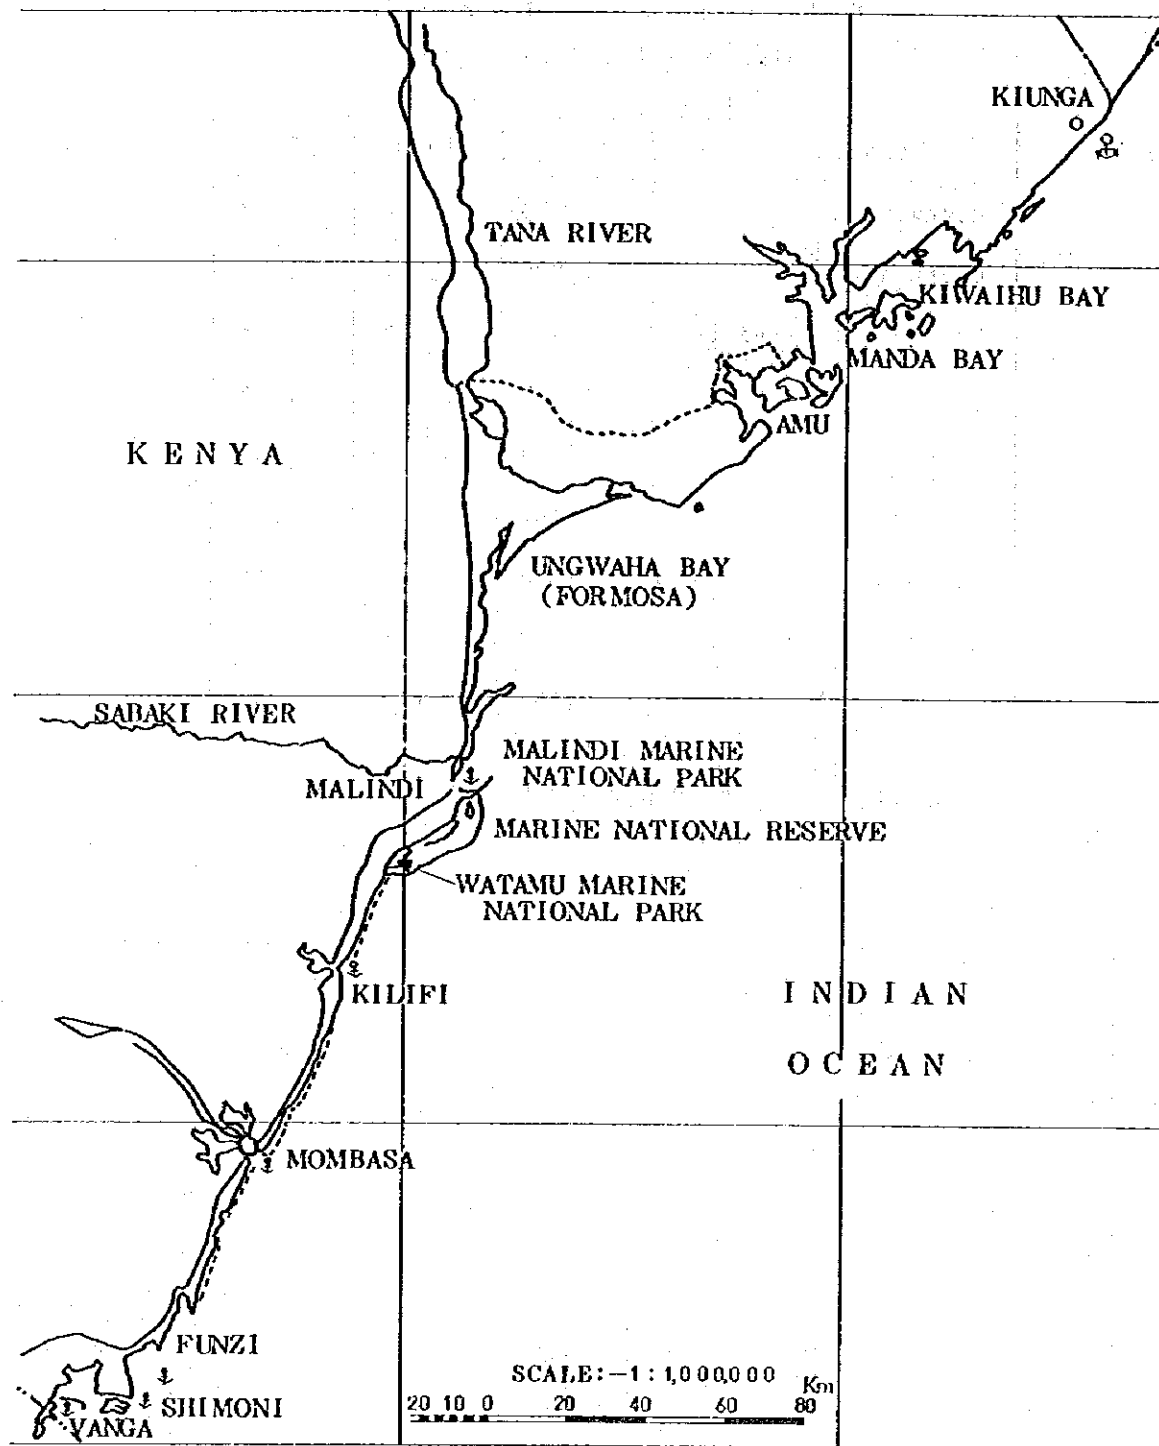 KIUNGA
TANA RIVER
KIWAIHU BAY
MANDA BAY
AMU
KENYA
UNGWAHA BAY
(FORMOSA)
SABAKI RIVER
MALINDI MARINE
NATIONAL PARK
MALINDI
MARINE NATIONAL RESERVE
WATAMU MARINE
NATIONAL PARK
KILIFI
INDIAN
OCEAN
MOMBASA
FUNZI
SHIMONI
VANGA
SCALE:-1:1,000,000
Km
20 10 0 20 40 60 80